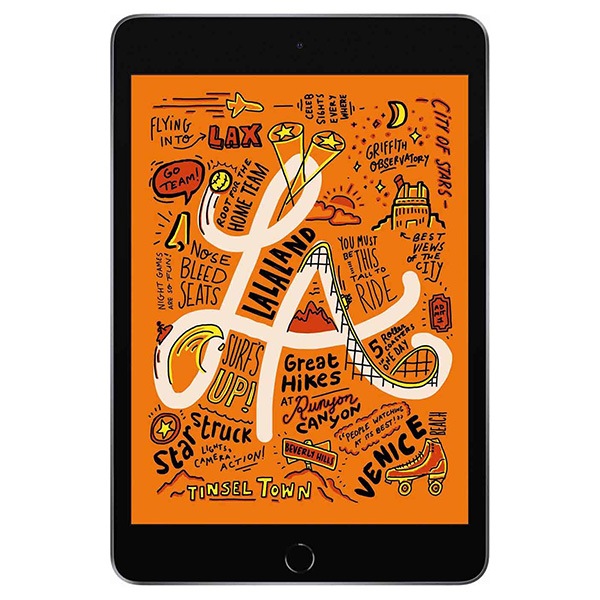 FLYING
INTO
LAX
CELEB
SIGHTS
EVERY
WHERE
CITY OF STARS
GRIFFITH
OBSERVATORY
GO
TEAM!
ROOT FOR THE
HOME TEAM
BEST
VIEWS
OF THE
CITY
NIGHT GAMES
ARE SO FUN!
NOSE
BLEED
SEATS
LA
LALALAND
YOU MUST
BE THIS
TALL TO
RIDE
AD
MIT
1
SURF'S
UP!
5 Roller
COASTERS
IN ONE DAY
Great
HIKES
AT Runyon
CANYON
Star STRUCK
LIGHTS,
CAMERA,
ACTION!
"PEOPLE WATCHING
AT ITS BEST!"
VENICE
BEACH
BEVERLY HILLS
TINSEL TOWN